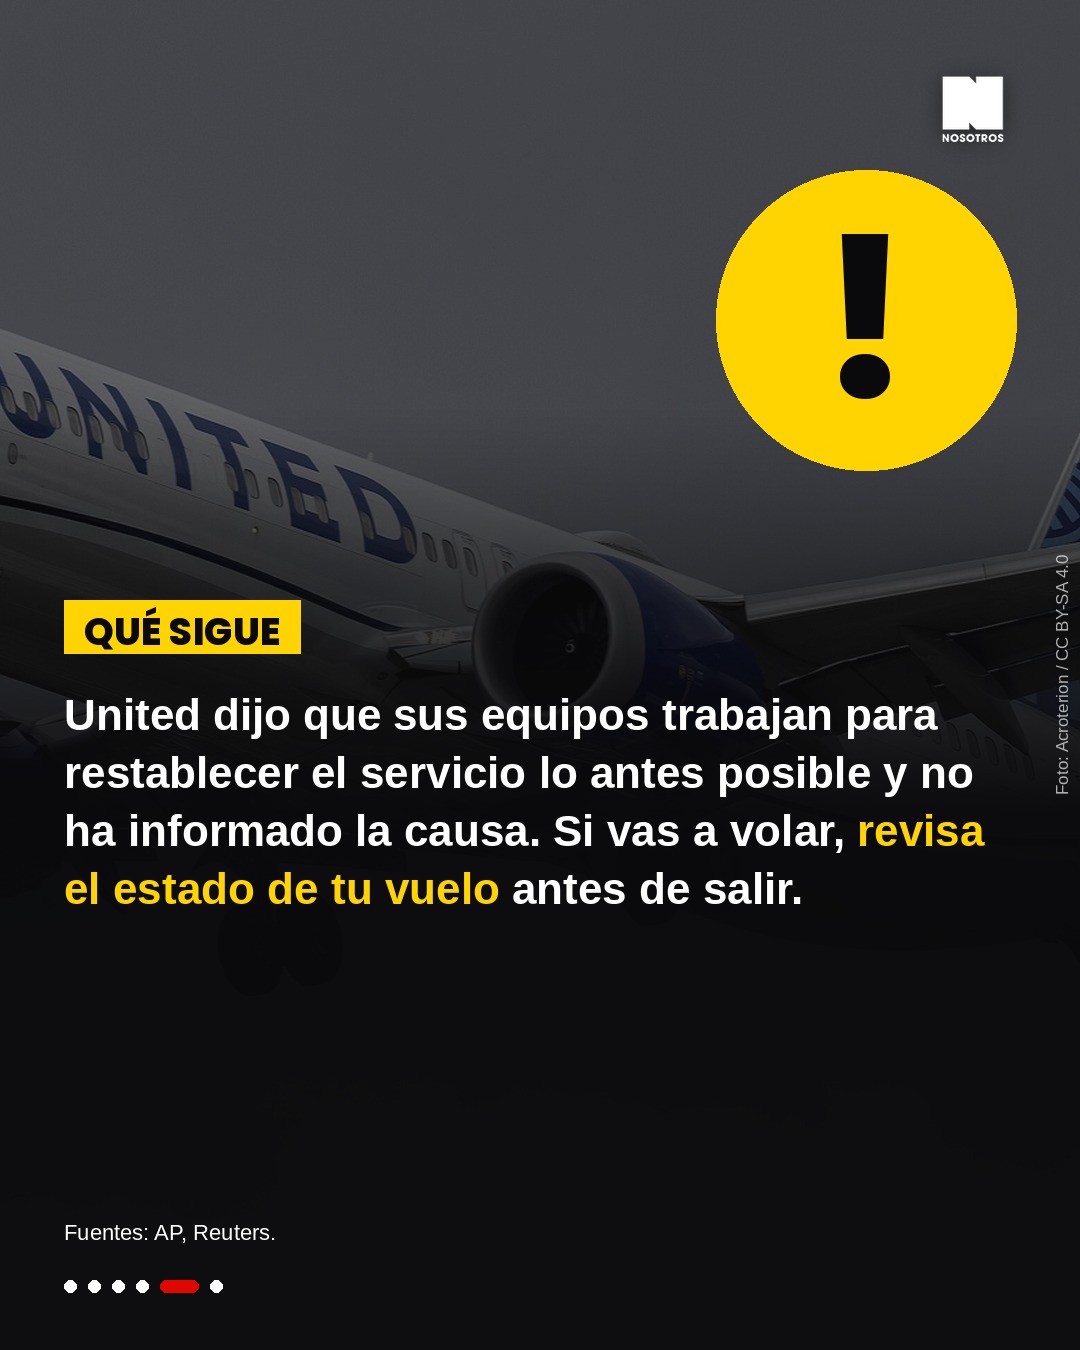 NOSOTROS
!
UNITED
QUÉ SIGUE
United dijo que sus equipos trabajan para
restablecer el servicio lo antes posible y no
ha informado la causa. Si vas a volar, revisa
el estado de tu vuelo antes de salir.
Foto: Acroterion / CC BY-SA 4.0
Fuentes: AP, Reuters.